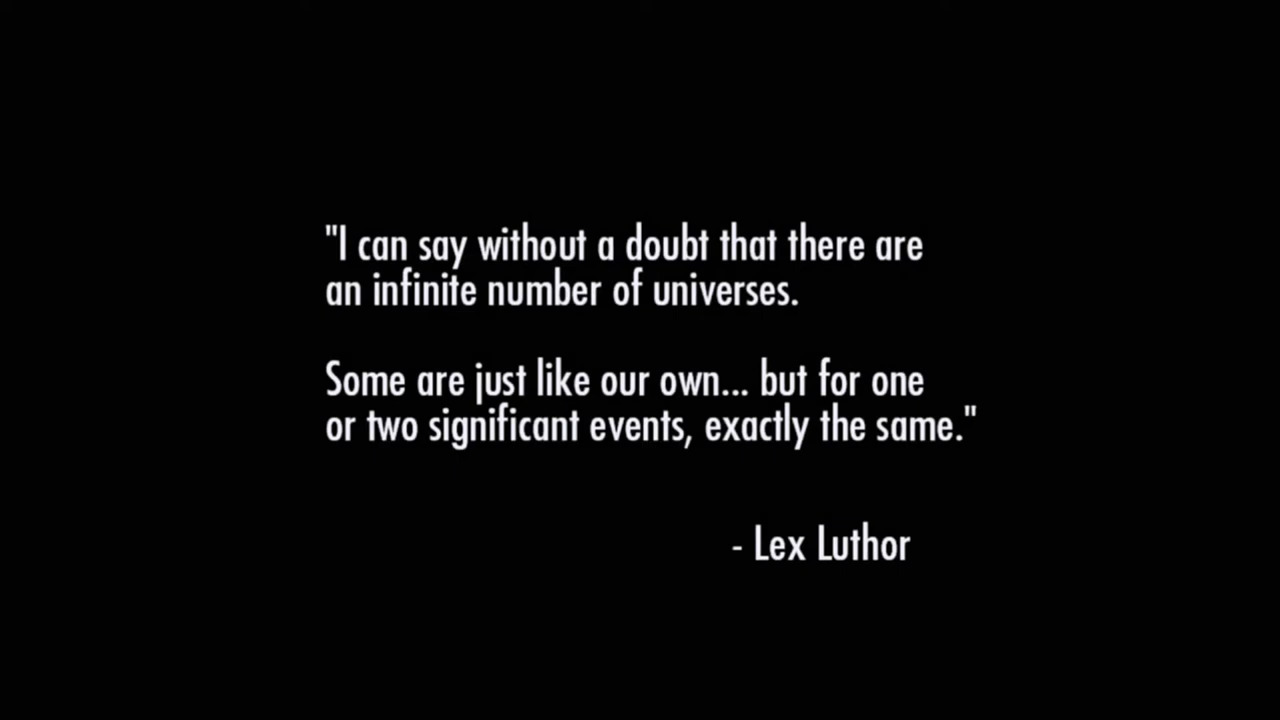 "I can say without a doubt that there are
an infinite number of universes.
Some are just like our own... but for one
or two significant events, exactly the same."
- Lex Luthor